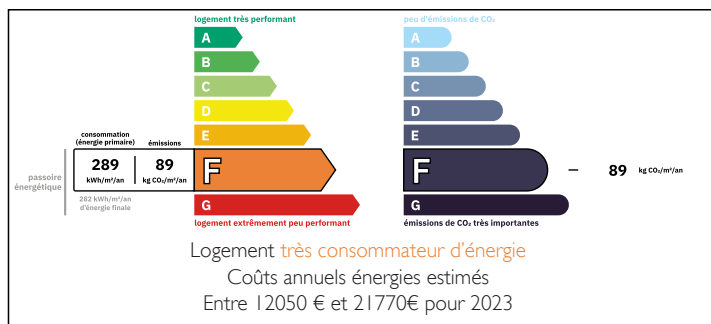 logement très performant
A
B
C
D
E
consommation
(énergie primaire)
émissions
289
kWh/m²/an
89
kg CO₂/m²/an
F
passoire
énergétique
282 kWh/m²/an
d'énergie finale
G
logement extrêmement peu performant
peu d'émissions de CO₂
A
B
C
D
E
F
89 kg CO₂/m²/an
G
émissions de CO₂ très importantes
Logement très consommateur d'énergie
Coûts annuels énergies estimés
Entre 12050 € et 21770€ pour 2023